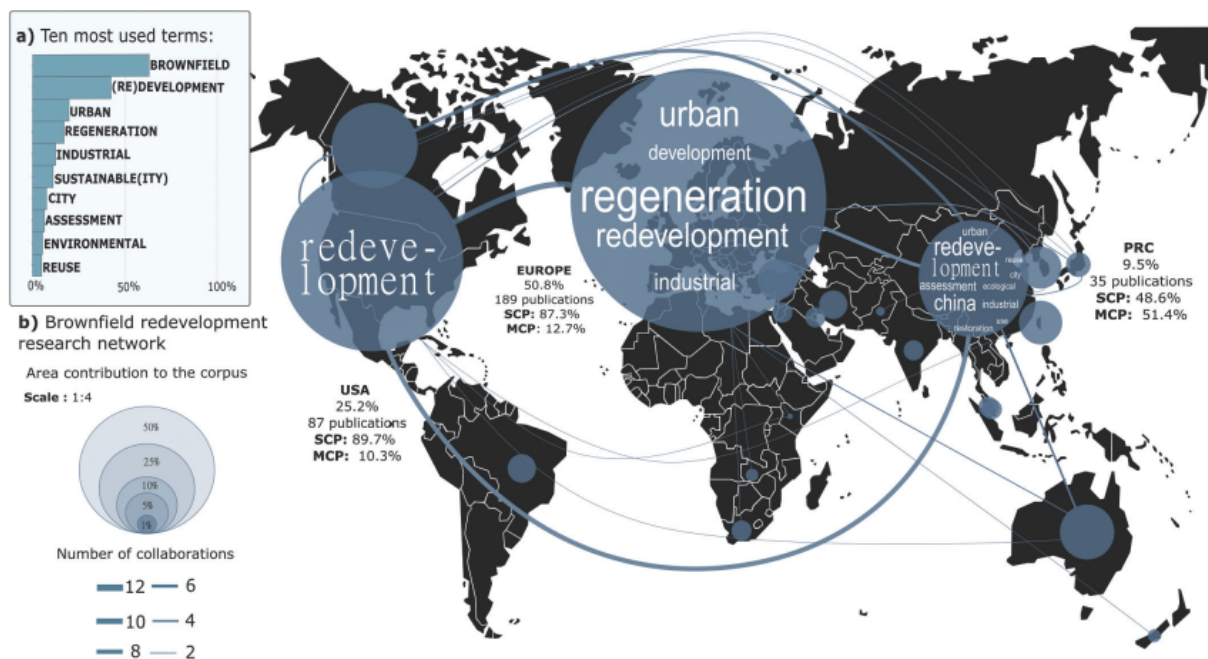 a) Ten most used terms:
BROWNFIELD
(RE)DEVELOPMENT
URBAN
REGENERATION
INDUSTRIAL
SUSTAINABLE(ITY)
CITY
ASSESSMENT
ENVIRONMENTAL
REUSE
0% 50% 100%
b) Brownfield redevelopment
research network
Area contribution to the corpus
Scale : 1:4
50%
25%
10%
5%
1%
Number of collaborations
12 6
10 4
8 2
redeve-
lopment
USA
25.2%
87 publications
SCP: 89.7%
MCP: 10.3%
urban
development
regeneration
redevelopment
industrial
EUROPE
50.8%
189 publications
SCP: 87.3%
MCP: 12.7%
urban
redeve-
lopment
reuse
city
assessment ecological
china industrial
use
restoration
PRC
9.5%
35 publications
SCP: 48.6%
MCP: 51.4%